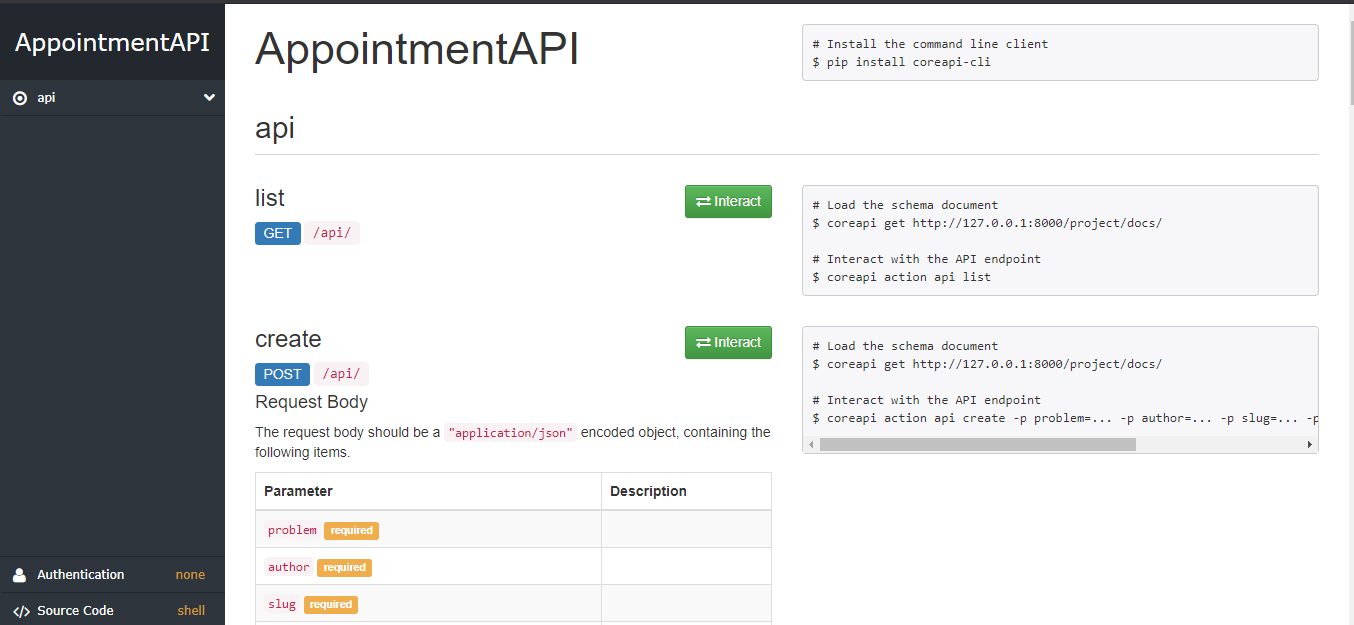 AppointmentAPI
api
Authentication none
Source Code shell
AppointmentAPI
# Install the command line client
$ pip install coreapi-cli
api
list
Interact
GET /api/
# Load the schema document
$ coreapi get http://127.0.0.1:8000/project/docs/
# Interact with the API endpoint
$ coreapi action api list
create
Interact
POST /api/
Request Body
The request body should be a "application/json" encoded object, containing the
following items.
Parameter Description
problem required
author required
slug required
# Load the schema document
$ coreapi get http://127.0.0.1:8000/project/docs/
# Interact with the API endpoint
$ coreapi action api create -p problem=... -p author=... -p slug=... -p